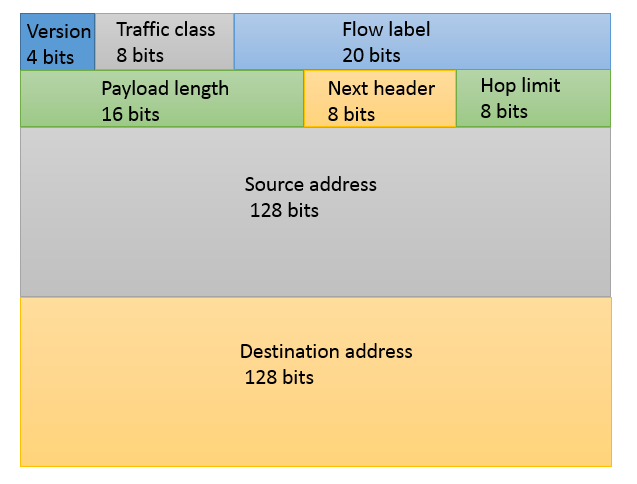 Version
4 bits
Traffic class
8 bits
Flow label
20 bits
Payload length
16 bits
Next header
8 bits
Hop limit
8 bits
Source address
128 bits
Destination address
128 bits